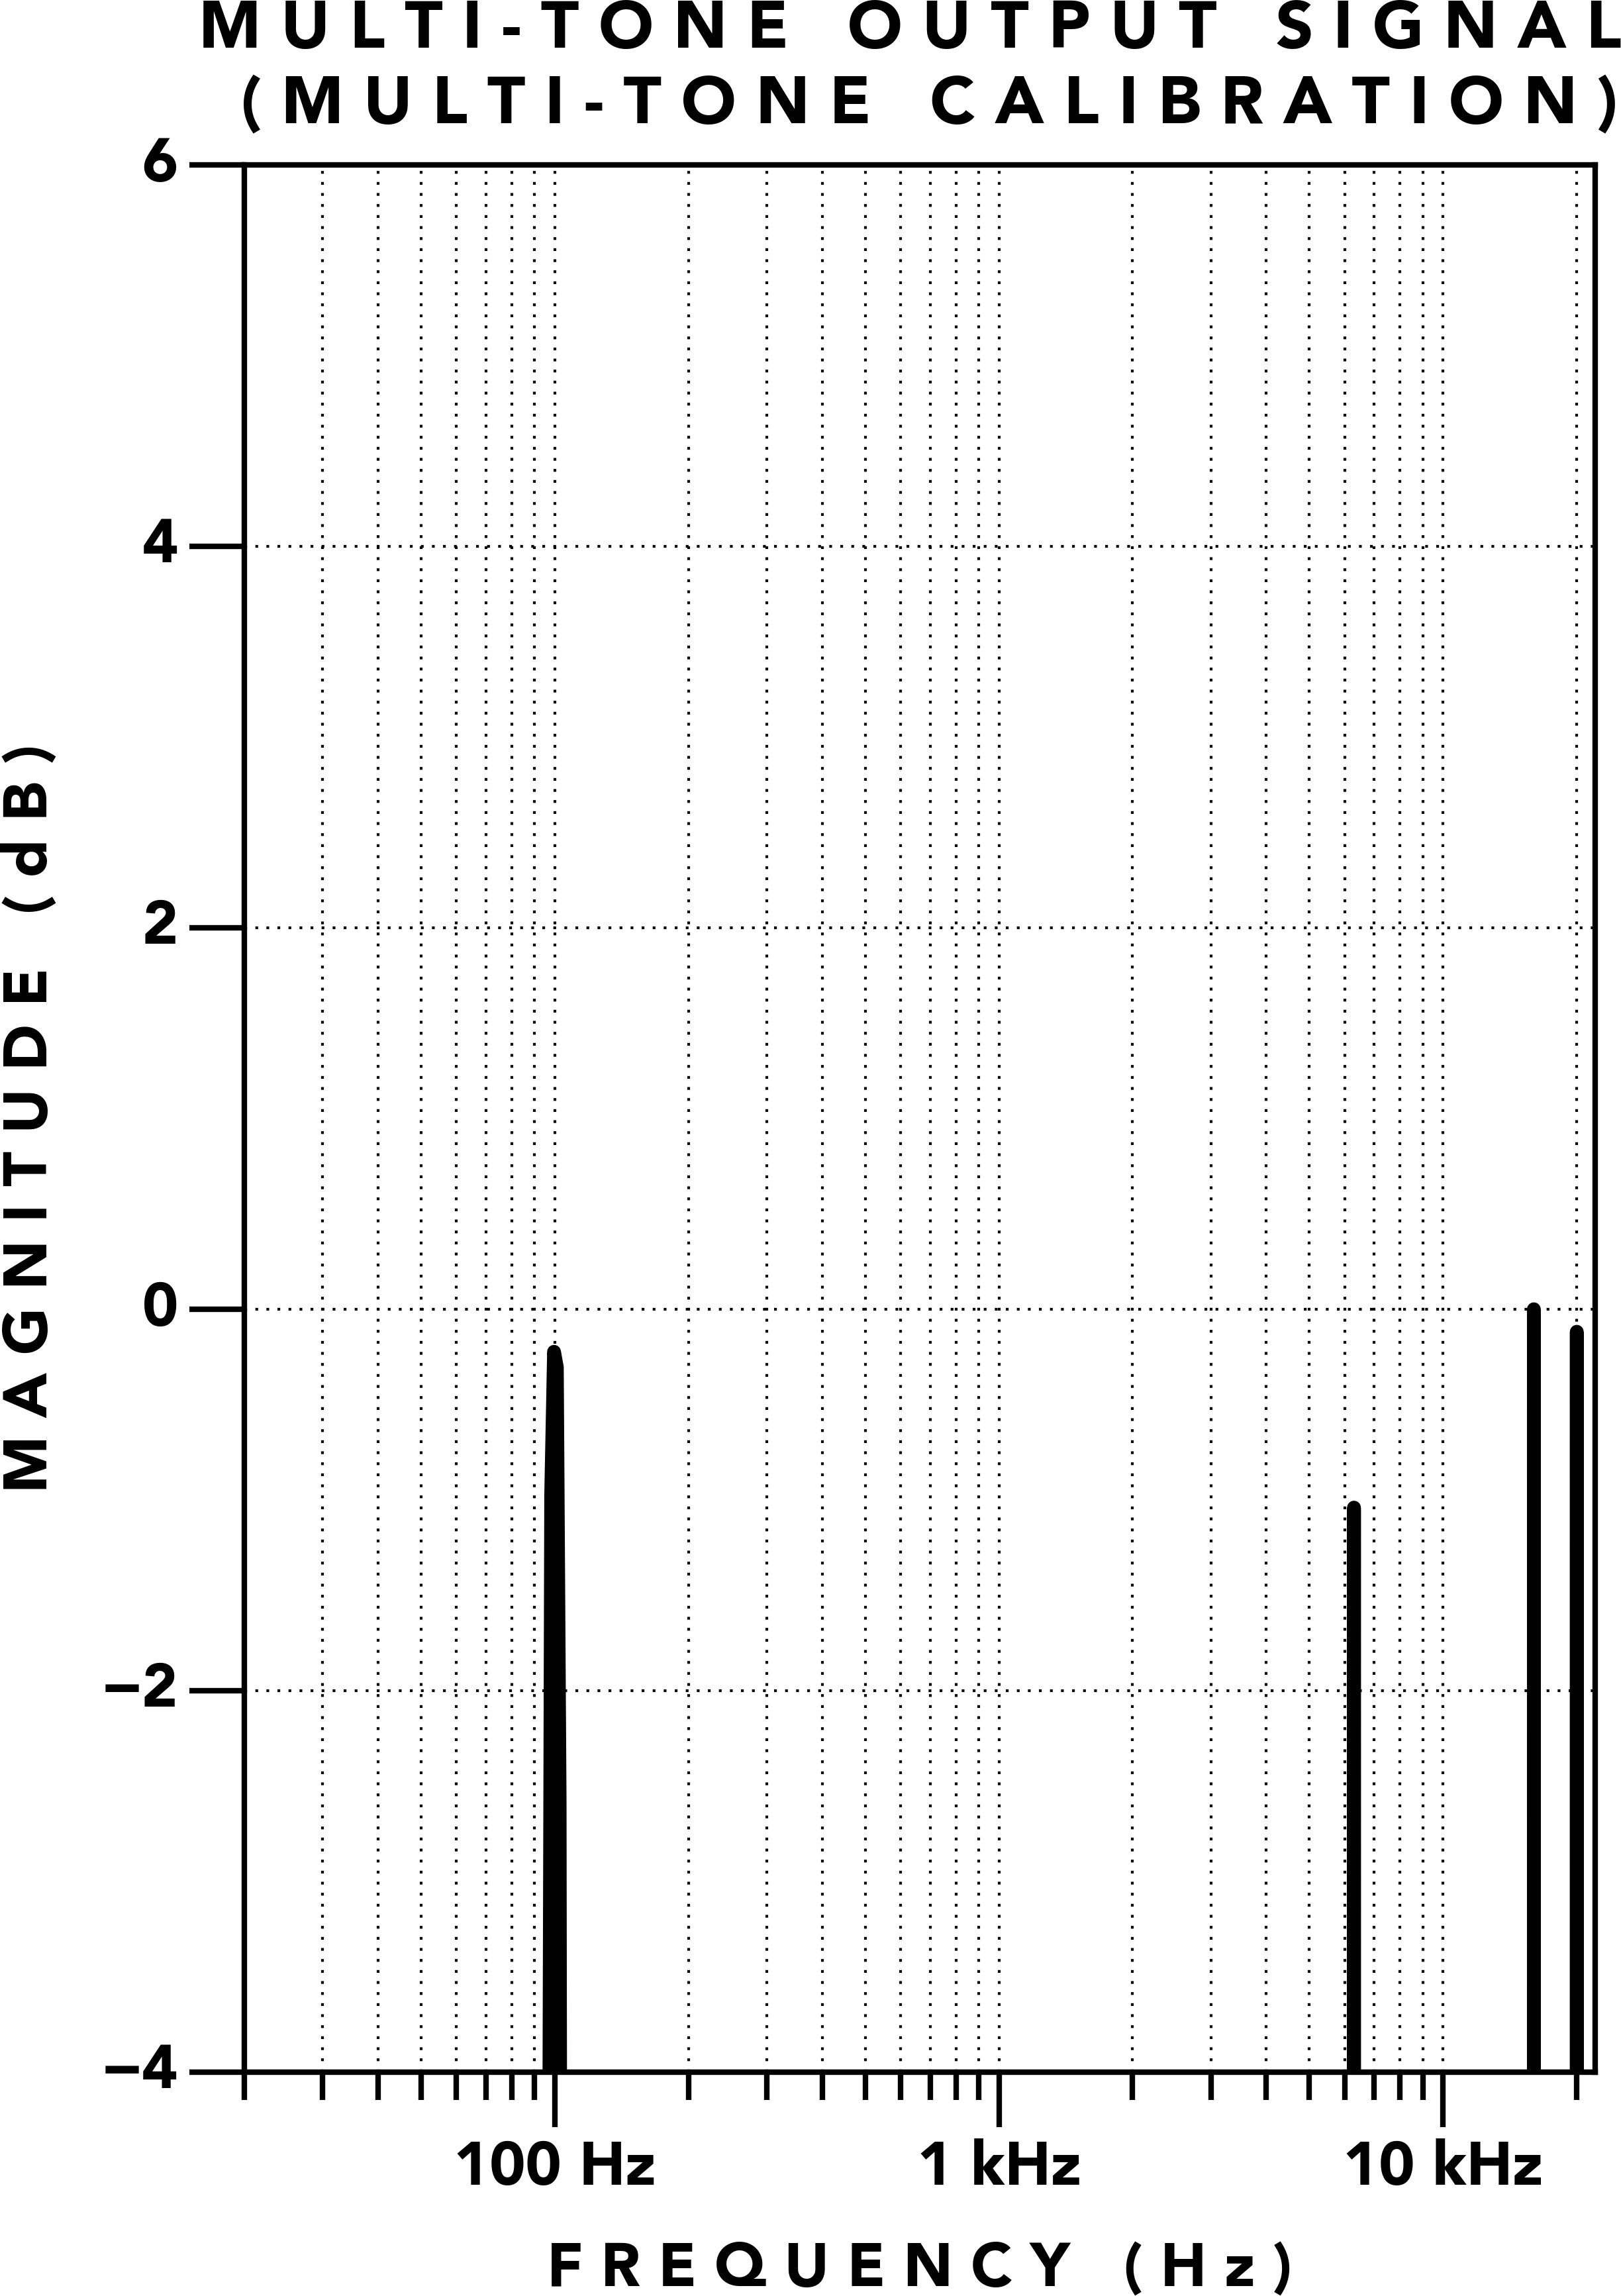 MULTI-TONE OUTPUT SIGNAL
(MULTI-TONE CALIBRATION)
6
4
2
0
−2
−4
MAGNITUDE (dB)
100 Hz
1 kHz
10 kHz
FREQUENCY (Hz)